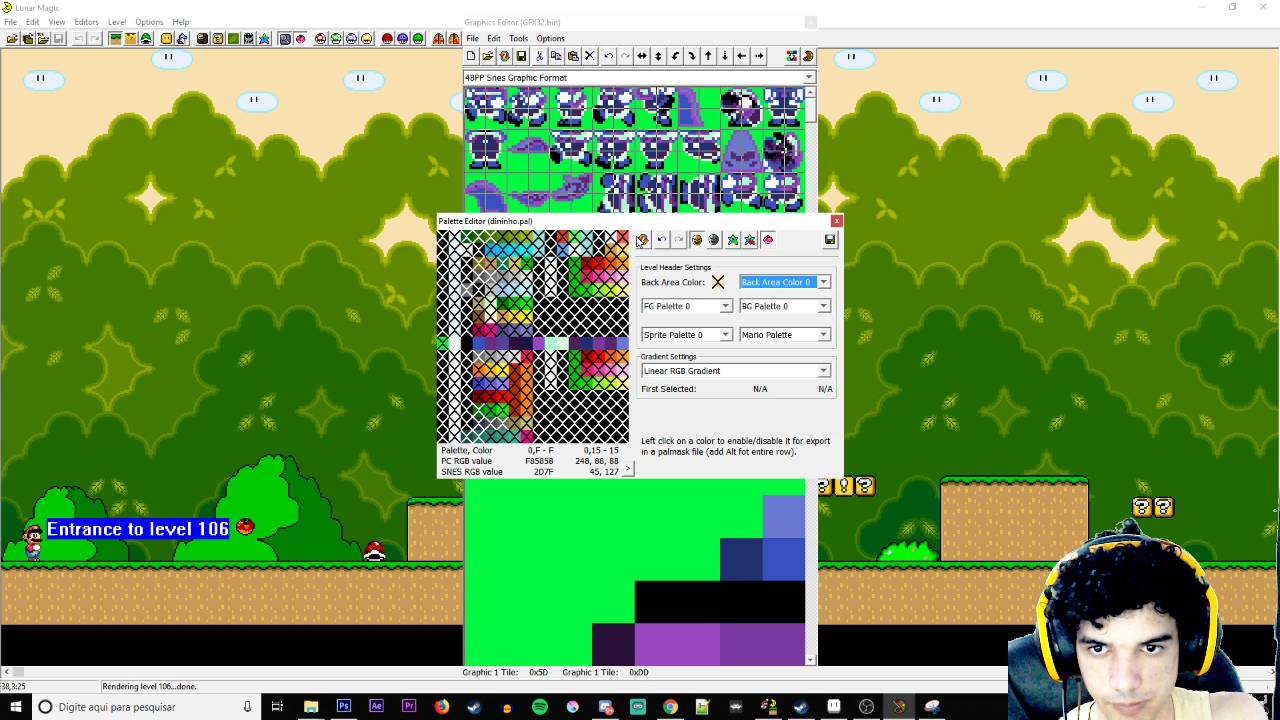 Lunar Magic
File Edit View Editors Level Options Help
Graphics Editor (GFX32.bin)
File Edit Tools Options
4BPP Snes Graphic Format
Palette Editor (dininho.pal)
Level Header Settings
Back Area Color: Back Area Color 0
FG Palette 0 BG Palette 0
Sprite Palette 0 Mario Palette
Gradient Settings
Linear RGB Gradient
First Selected: N/A N/A
Left click on a color to enable/disable it for export
in a palmask file (add Alt fot entire row).
Palette, Color 0,F - F 0,15 - 15
PC RGB value F85858 248, 88, 88
SNES RGB value 2D7F 45, 127
>
Entrance to level 106
? ! ?
? ?
Graphic 1 Tile: 0x5D Graphic 1 Tile: 0xDD
38,3:25 Rendering level 106...done.
Digite aqui para pesquisar
Ps Ae Pr